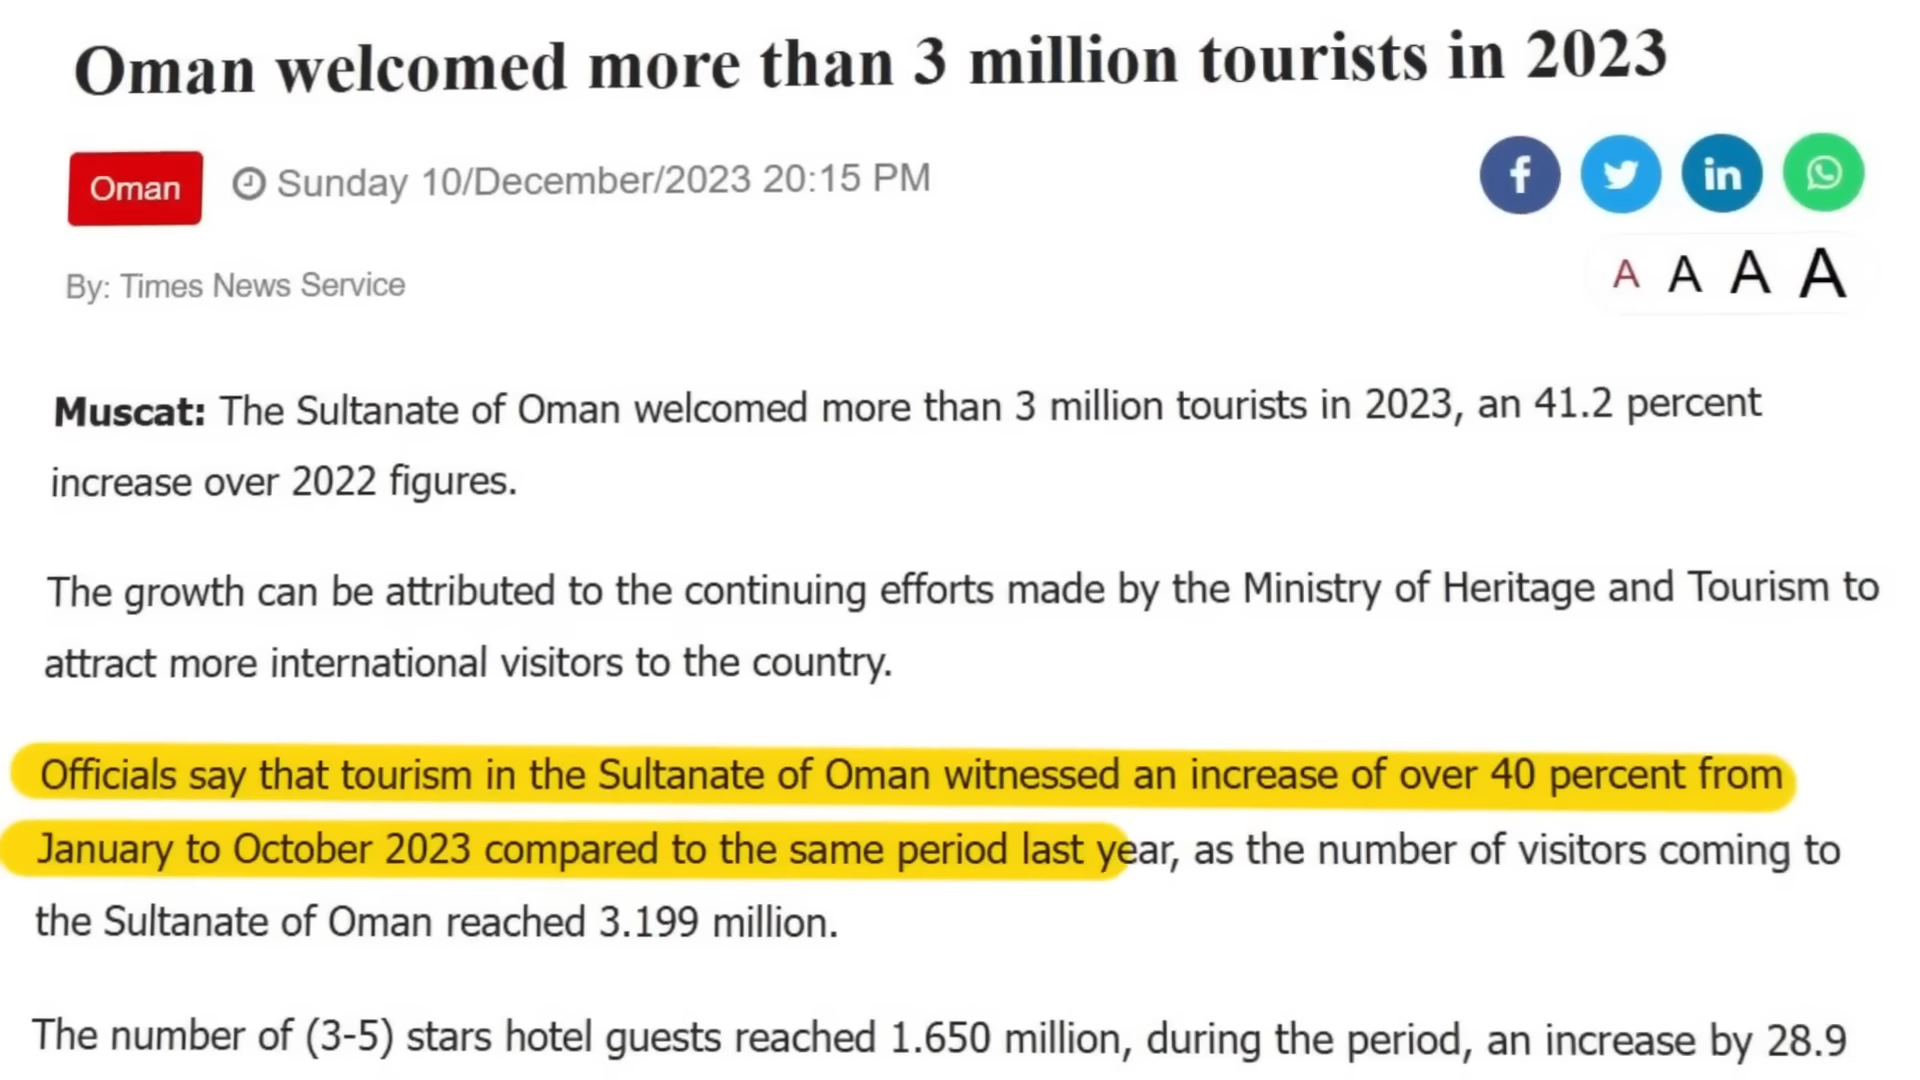 Oman welcomed more than 3 million tourists in 2023
Oman
Sunday 10/December/2023 20:15 PM
f in
By: Times News Service
A A A A
Muscat: The Sultanate of Oman welcomed more than 3 million tourists in 2023, an 41.2 percent
increase over 2022 figures.
The growth can be attributed to the continuing efforts made by the Ministry of Heritage and Tourism to
attract more international visitors to the country.
Officials say that tourism in the Sultanate of Oman witnessed an increase of over 40 percent from
January to October 2023 compared to the same period last year, as the number of visitors coming to
the Sultanate of Oman reached 3.199 million.
The number of (3-5) stars hotel guests reached 1.650 million, during the period, an increase by 28.9